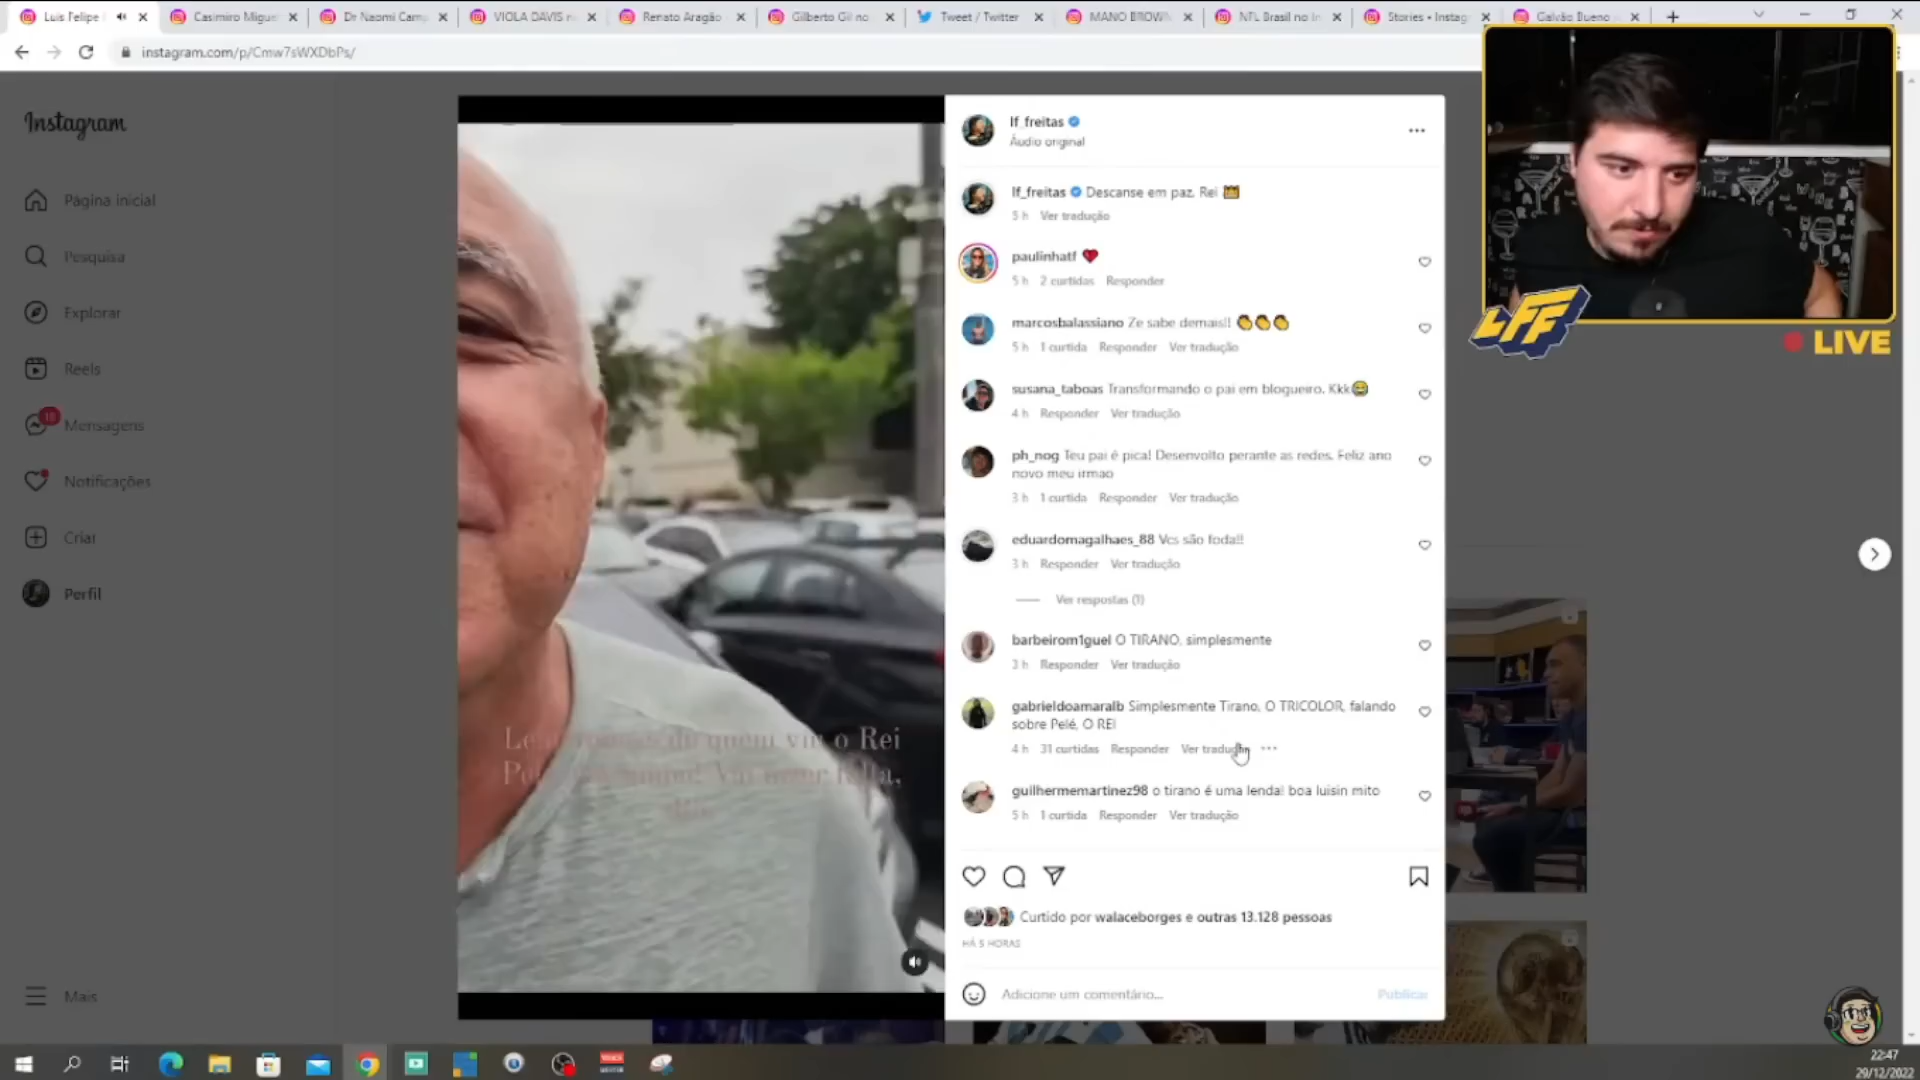 Luis Felipe
Casimiro Migue
Dr Naomi Cam
VIOLA DAVIS n
Renato Aragão
Gilberto Gil no
Tweet / Twitter
MANO BROWN
NFL Brasil no In
Stories • Instag
Galvão Bueno
instagram.com/p/Cmw7sWXDbPs/
Instagram
Página inicial
Pesquisa
Explorar
Reels
Mensagens
Notificações
Criar
Perfil
Mais
lf_freitas
Áudio original
lf_freitas Descanse em paz, Rei
5 h Ver tradução
paulinhatf
5 h 2 curtidas Responder
marcosbalassiano Ze sabe demais!!
5 h 1 curtida Responder Ver tradução
susana_taboas Transformando o pai em blogueiro. Kkk
4 h Responder Ver tradução
ph_nog Teu pai é pica! Desenvolto perante as redes. Feliz ano
novo meu irmao
3 h 1 curtida Responder Ver tradução
eduardomagalhaes_88 Vcs são foda!!
3 h Responder Ver tradução
Ver respostas (1)
barbeirom1guel O TIRANO, simplesmente
3 h Responder Ver tradução
gabrieldoamaralb Simplesmente Tirano, O TRICOLOR, falando
sobre Pelé, O REI
4 h 31 curtidas Responder Ver tradução
guilhermemartinez98 o tirano é uma lenda! boa luisin mito
5 h 1 curtida Responder Ver tradução
Curtido por walaceborges e outras 13.128 pessoas
HÁ 5 HORAS
Adicione um comentário...
Publicar
de quem viu o Rei
LFF
LIVE
22:47
29/12/2022